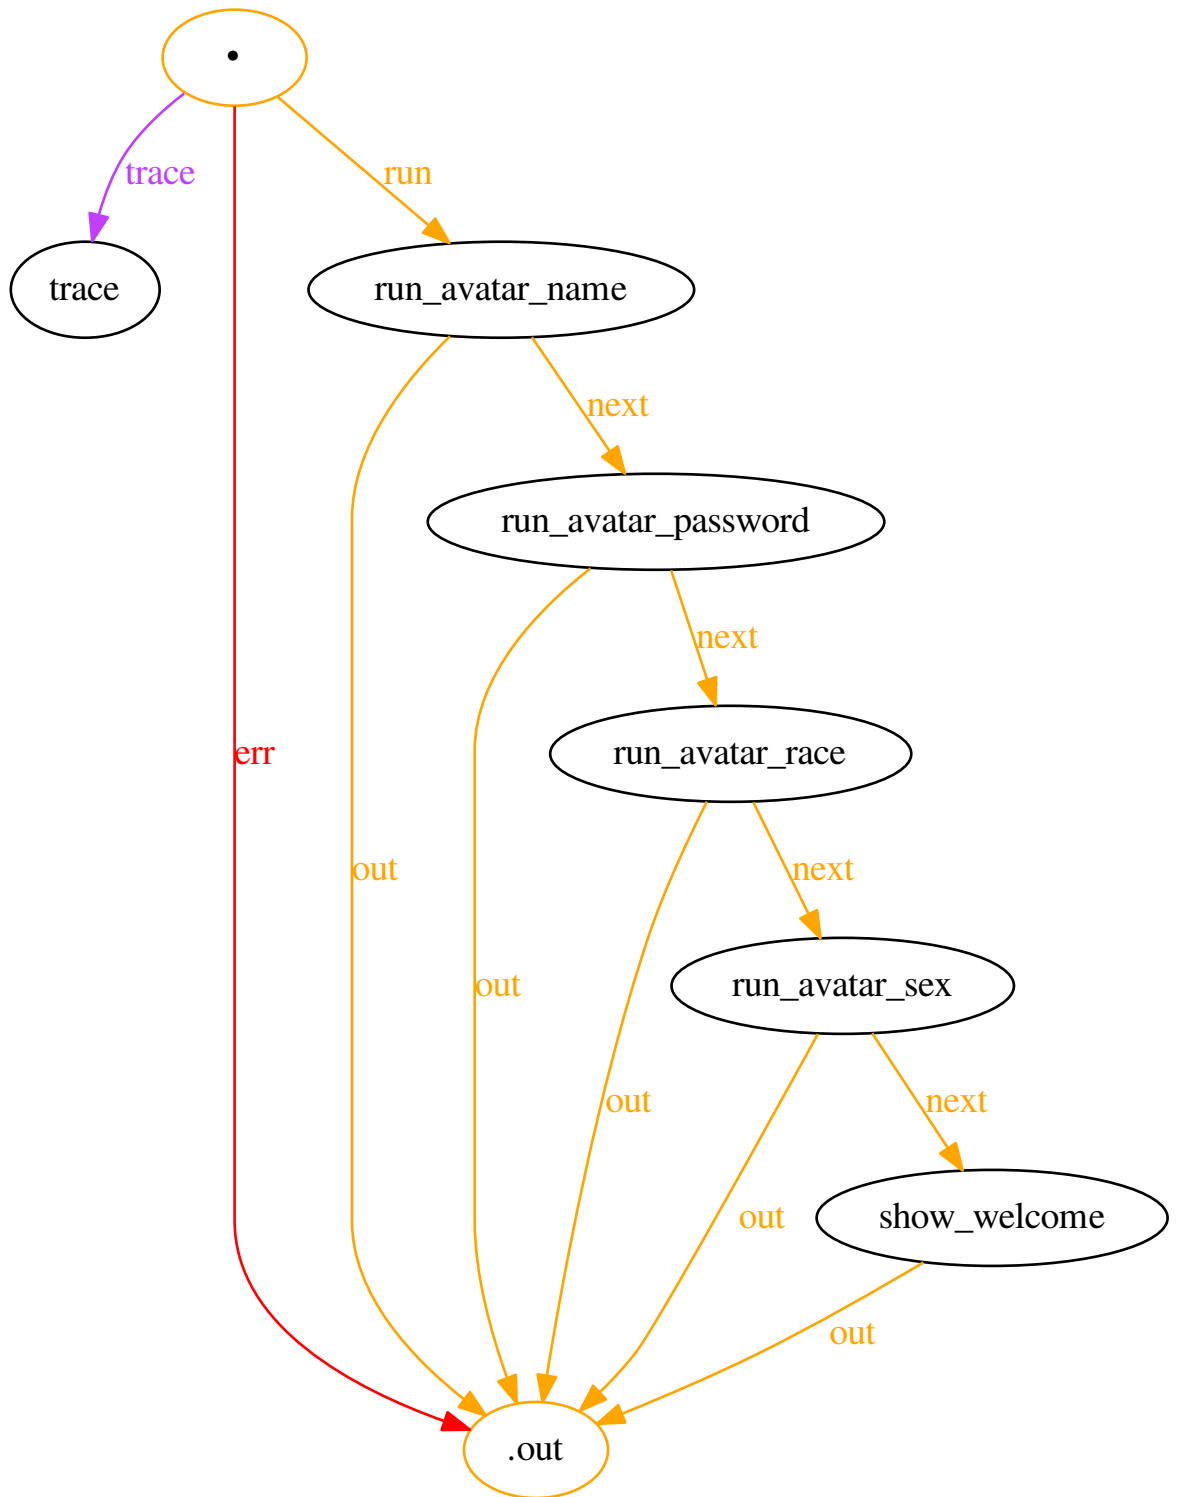 •
trace
run
trace
run_avatar_name
next
run_avatar_password
next
err
run_avatar_race
out
next
out
run_avatar_sex
out
next
out
show_welcome
out
.out